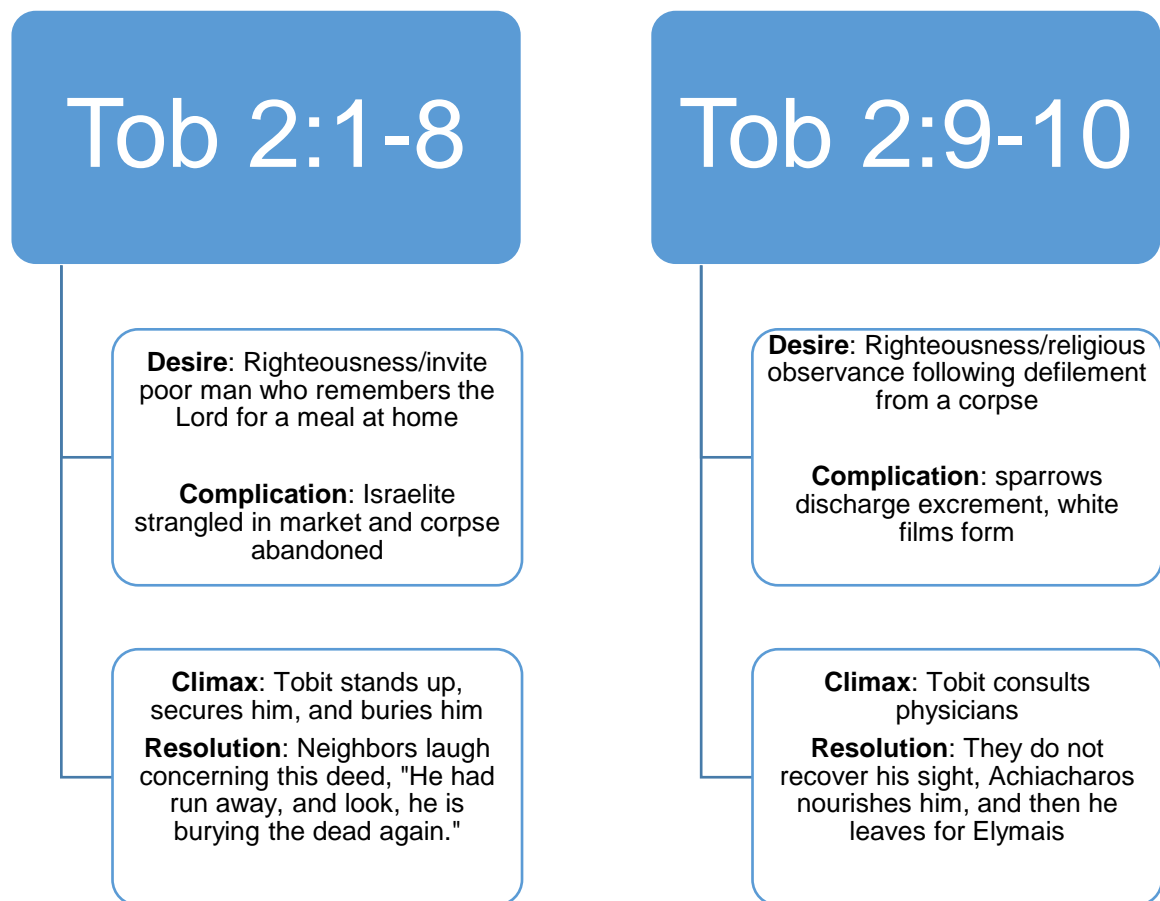 Tob 2:1-8
Desire: Righteousness/invite
poor man who remembers the
Lord for a meal at home
Complication: Israelite
strangled in market and corpse
abandoned
Climax: Tobit stands up,
secures him, and buries him
Resolution: Neighbors laugh
concerning this deed, "He had
run away, and look, he is
burying the dead again."
Tob 2:9-10
Desire: Righteousness/religious
observance following defilement
from a corpse
Complication: sparrows
discharge excrement, white
films form
Climax: Tobit consults
physicians
Resolution: They do not
recover his sight, Achiacharos
nourishes him, and then he
leaves for Elymais